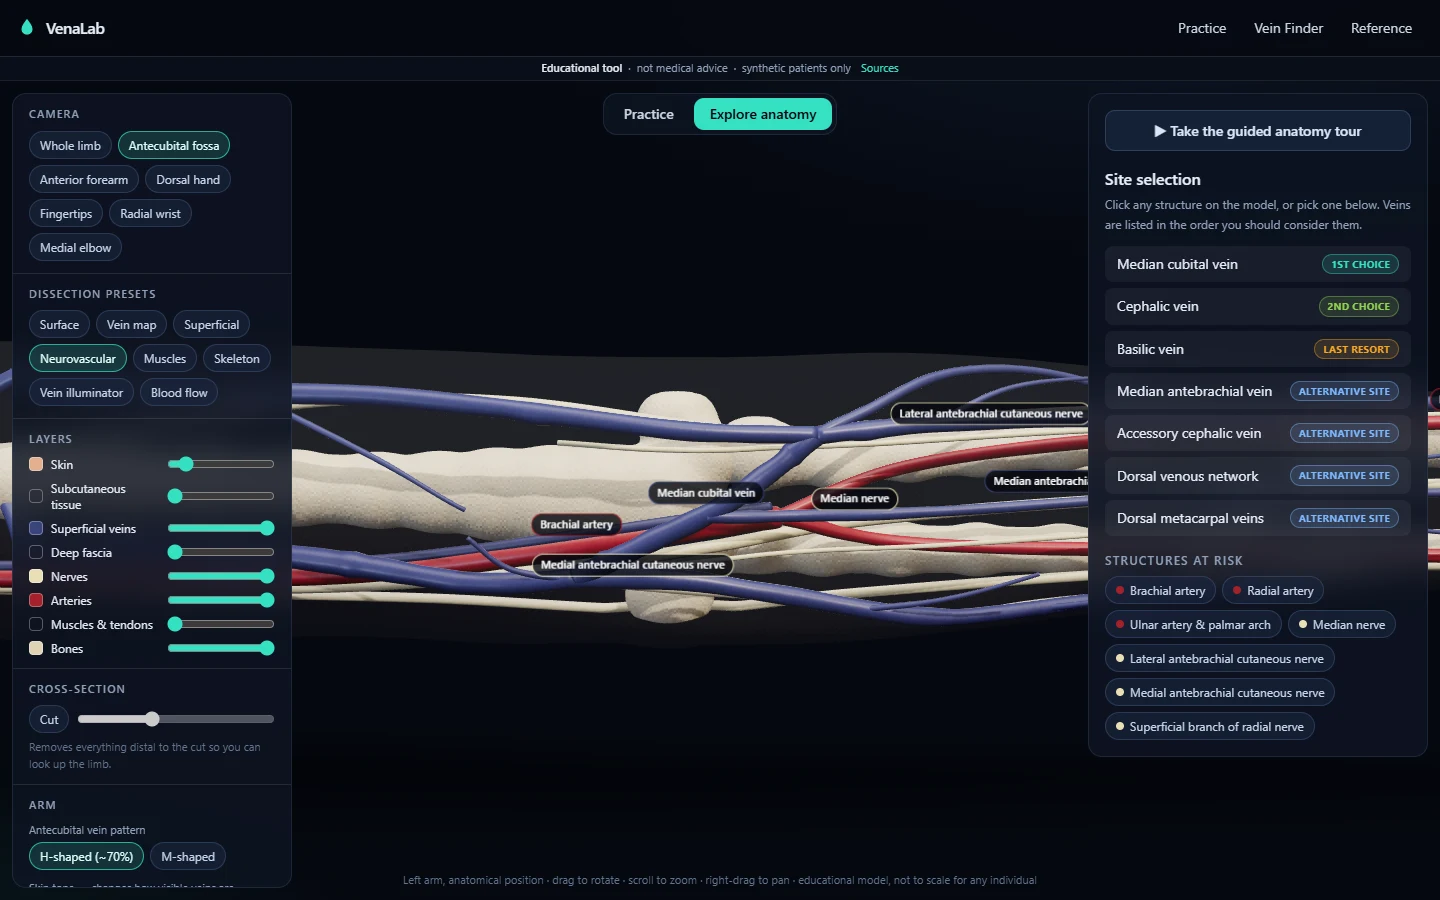 VenaLab
Practice
Vein Finder
Reference
Educational tool · not medical advice · synthetic patients only Sources
CAMERA
Whole limb
Antecubital fossa
Anterior forearm
Dorsal hand
Fingertips
Radial wrist
Medial elbow
DISSECTION PRESETS
Surface
Vein map
Superficial
Neurovascular
Muscles
Skeleton
Vein illuminator
Blood flow
LAYERS
Skin
Subcutaneous
tissue
Superficial veins
Deep fascia
Nerves
Arteries
Muscles & tendons
Bones
CROSS-SECTION
Cut
Removes everything distal to the cut so you can
look up the limb.
ARM
Antecubital vein pattern
H-shaped (~70%)
M-shaped
Practice
Explore anatomy
Lateral antebrachial cutaneous nerve
Median antebrachi
Median cubital vein
Median nerve
Brachial artery
Medial antebrachial cutaneous nerve
Left arm, anatomical position · drag to rotate · scroll to zoom · right-drag to pan · educational model, not to scale for any individual
▶ Take the guided anatomy tour
Site selection
Click any structure on the model, or pick one below. Veins
are listed in the order you should consider them.
Median cubital vein 1ST CHOICE
Cephalic vein 2ND CHOICE
Basilic vein LAST RESORT
Median antebrachial vein ALTERNATIVE SITE
Accessory cephalic vein ALTERNATIVE SITE
Dorsal venous network ALTERNATIVE SITE
Dorsal metacarpal veins ALTERNATIVE SITE
STRUCTURES AT RISK
Brachial artery
Radial artery
Ulnar artery & palmar arch
Median nerve
Lateral antebrachial cutaneous nerve
Medial antebrachial cutaneous nerve
Superficial branch of radial nerve